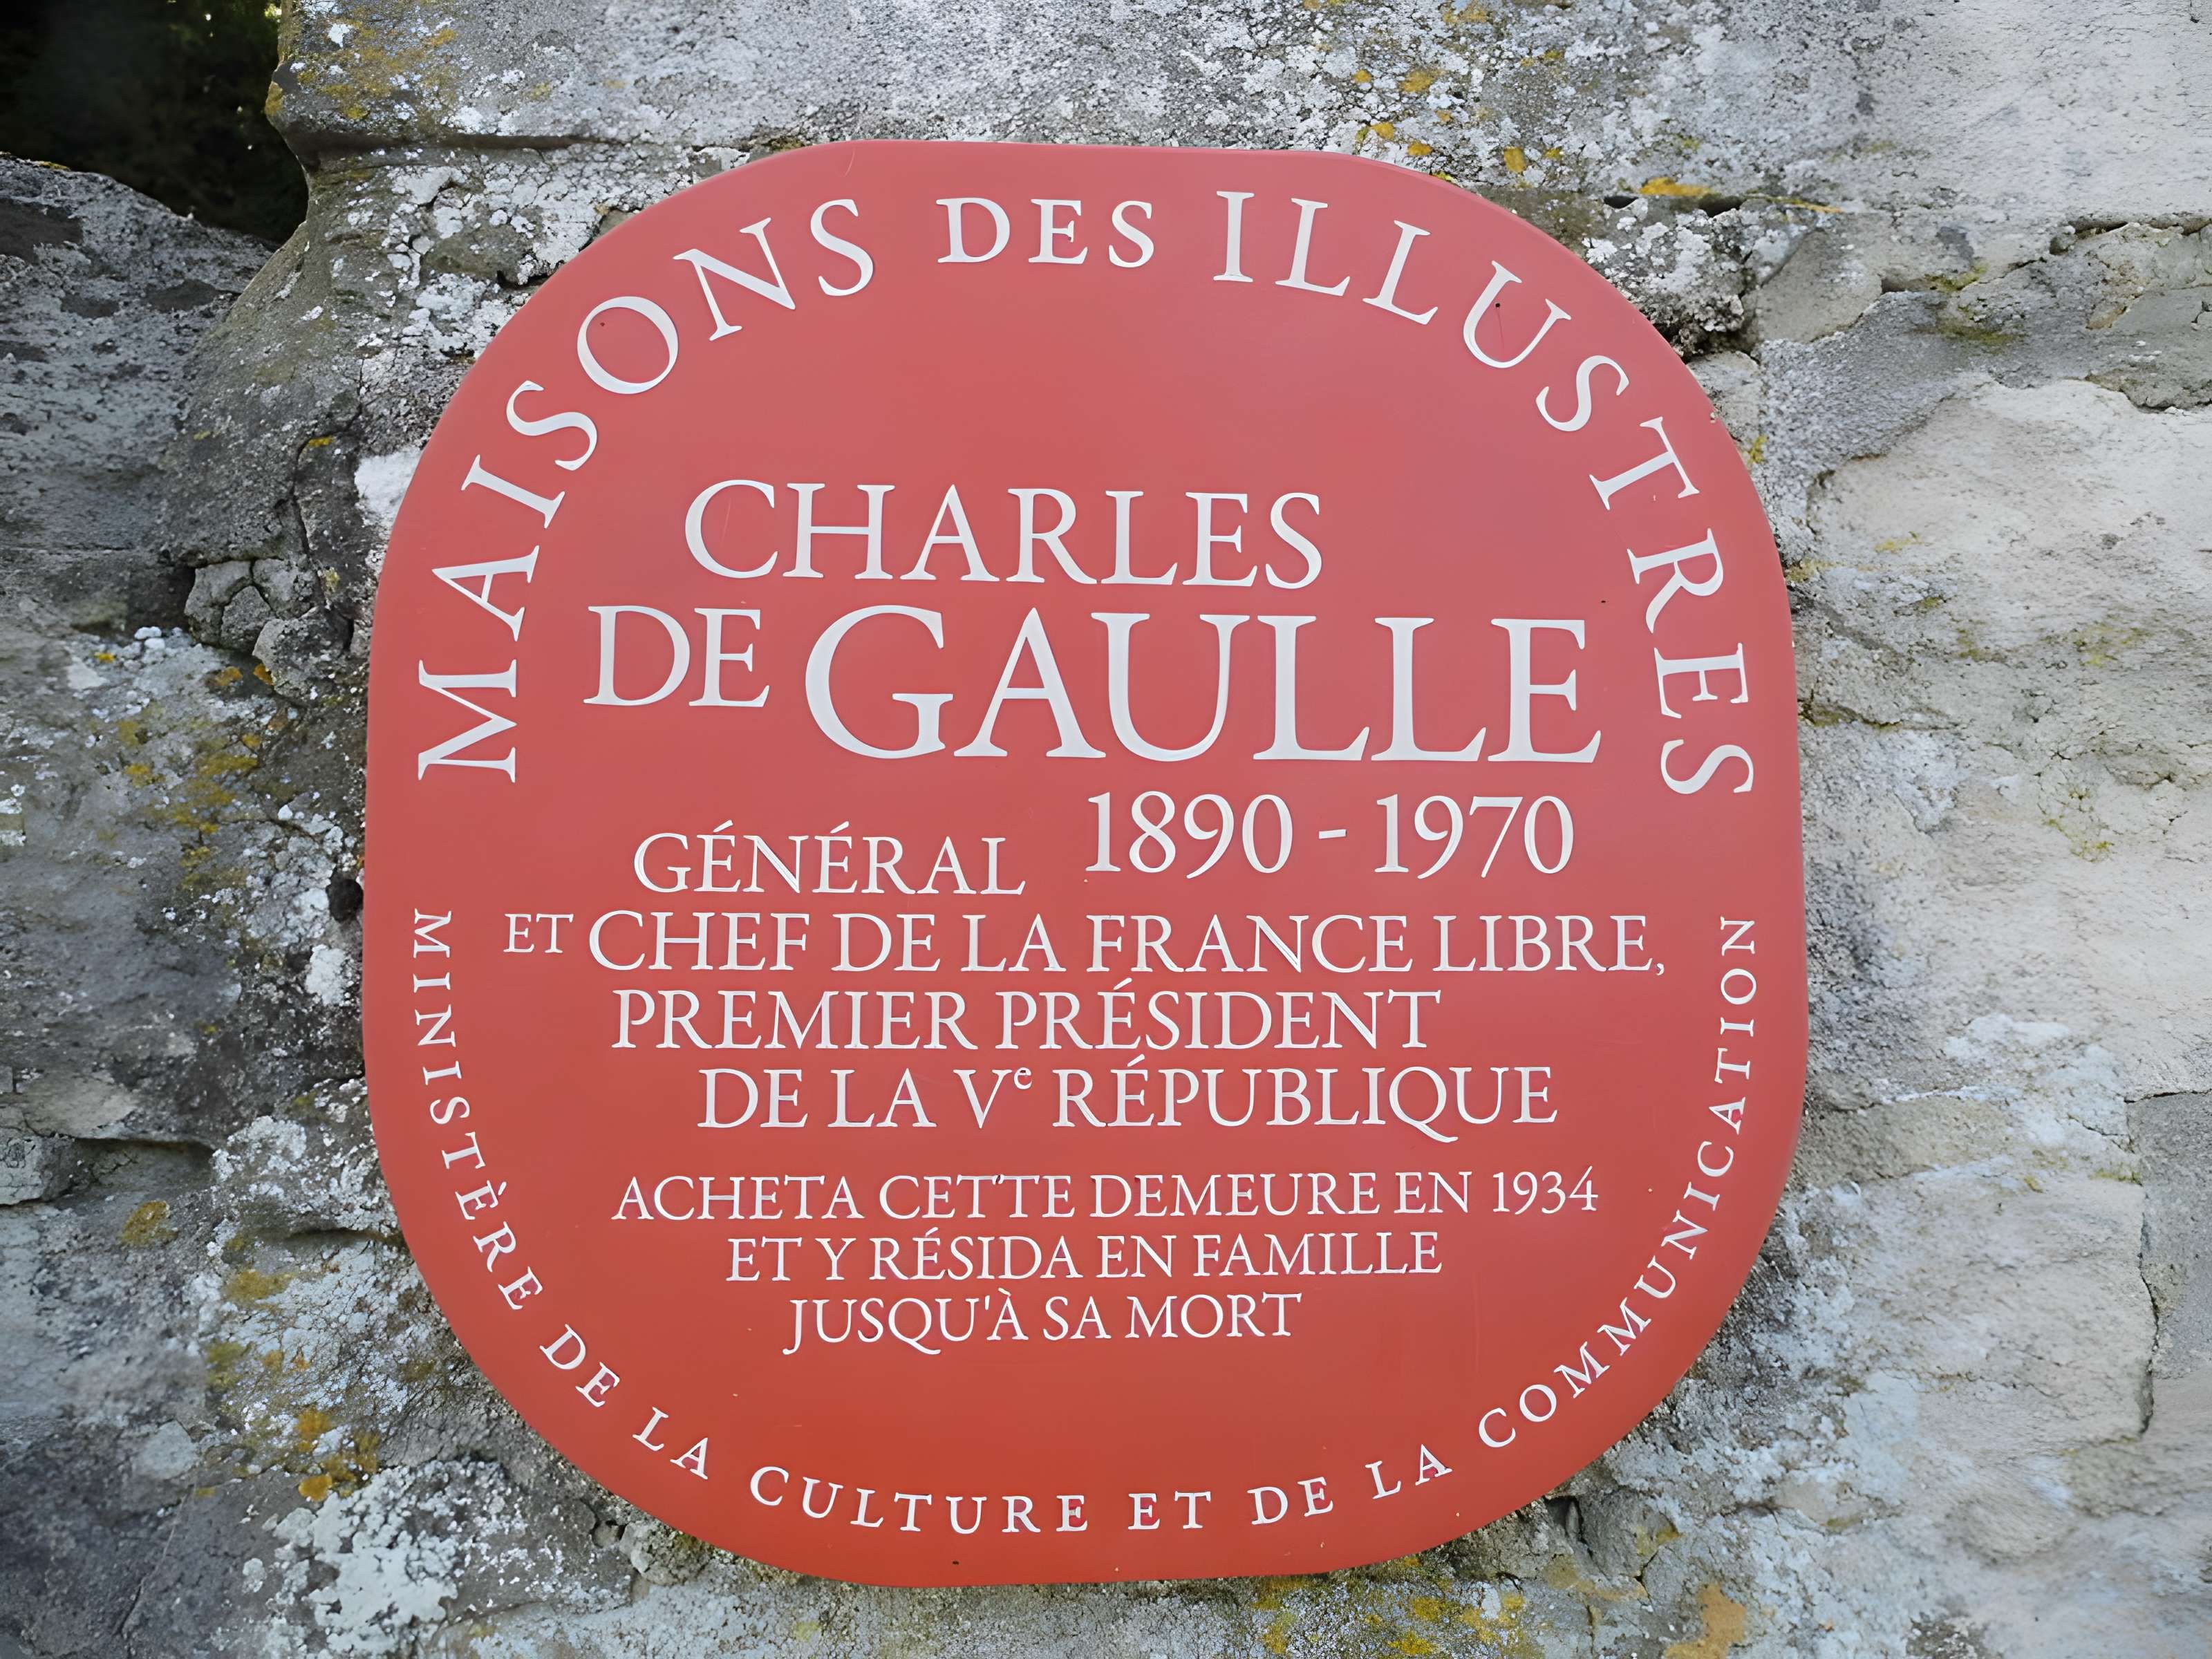 MAISONS DES ILLUSTRES
CHARLES
DE GAULLE
1890 - 1970
GÉNÉRAL
ET CHEF DE LA FRANCE LIBRE,
PREMIER PRÉSIDENT
DE LA Ve RÉPUBLIQUE
ACHETA CETTE DEMEURE EN 1934
ET Y RÉSIDA EN FAMILLE
JUSQU'À SA MORT
MINISTÈRE DE LA CULTURE ET DE LA COMMUNICATION